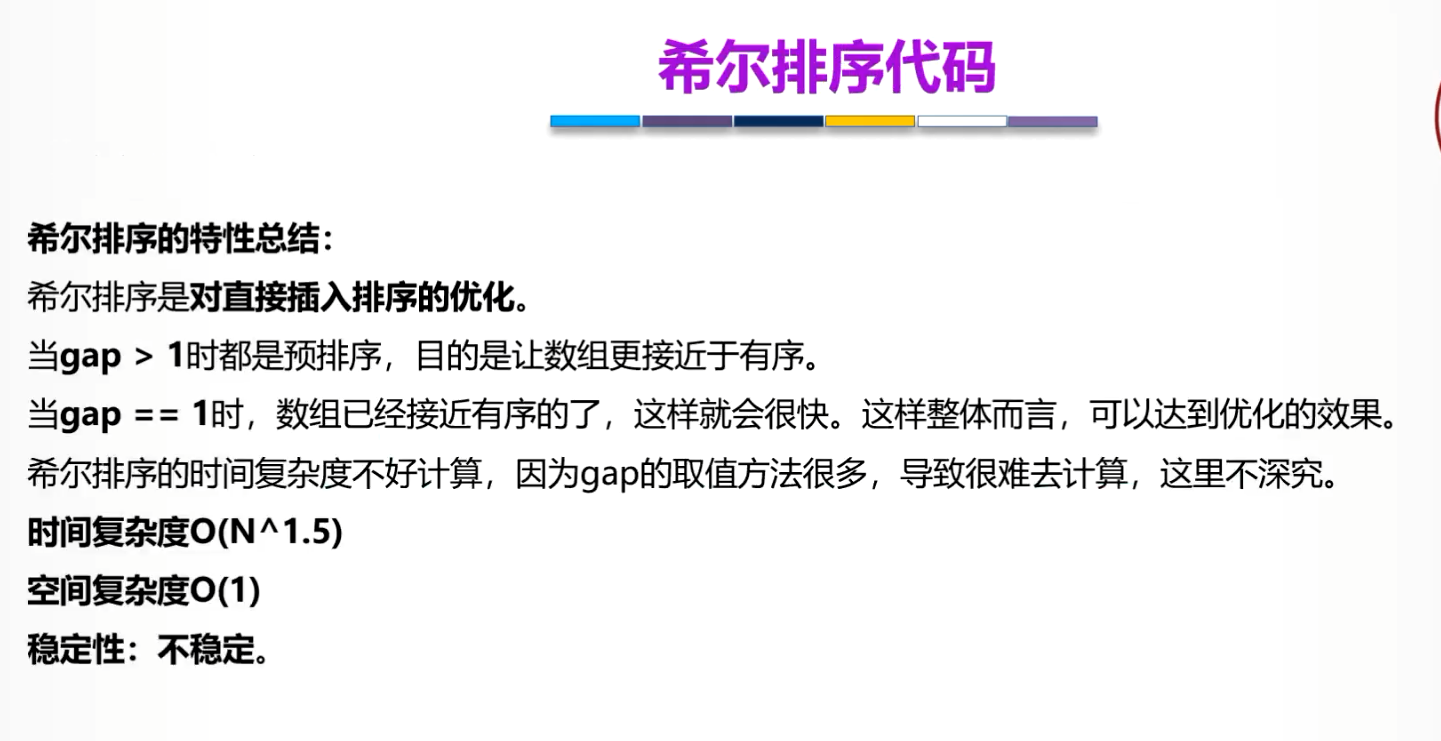 希尔排序代码
希尔排序的特性总结：
希尔排序是对直接插入排序的优化。
当gap > 1时都是预排序，目的是让数组更接近于有序。
当gap == 1时，数组已经接近有序的了，这样就会很快。这样整体而言，可以达到优化的效果。
希尔排序的时间复杂度不好计算，因为gap的取值方法很多，导致很难去计算，这里不深究。
时间复杂度O(N^1.5)
空间复杂度O(1)
稳定性：不稳定。